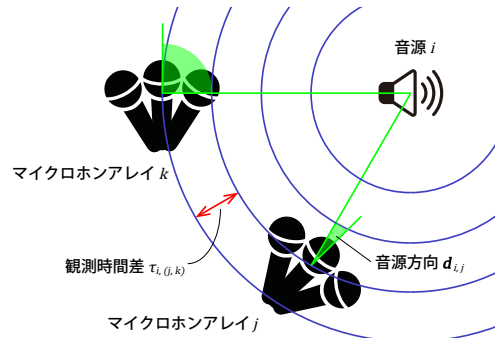 音源 i
マイクロホンアレイ k
観測時間差 τi, (j, k)
音源方向 di,j
マイクロホンアレイ j